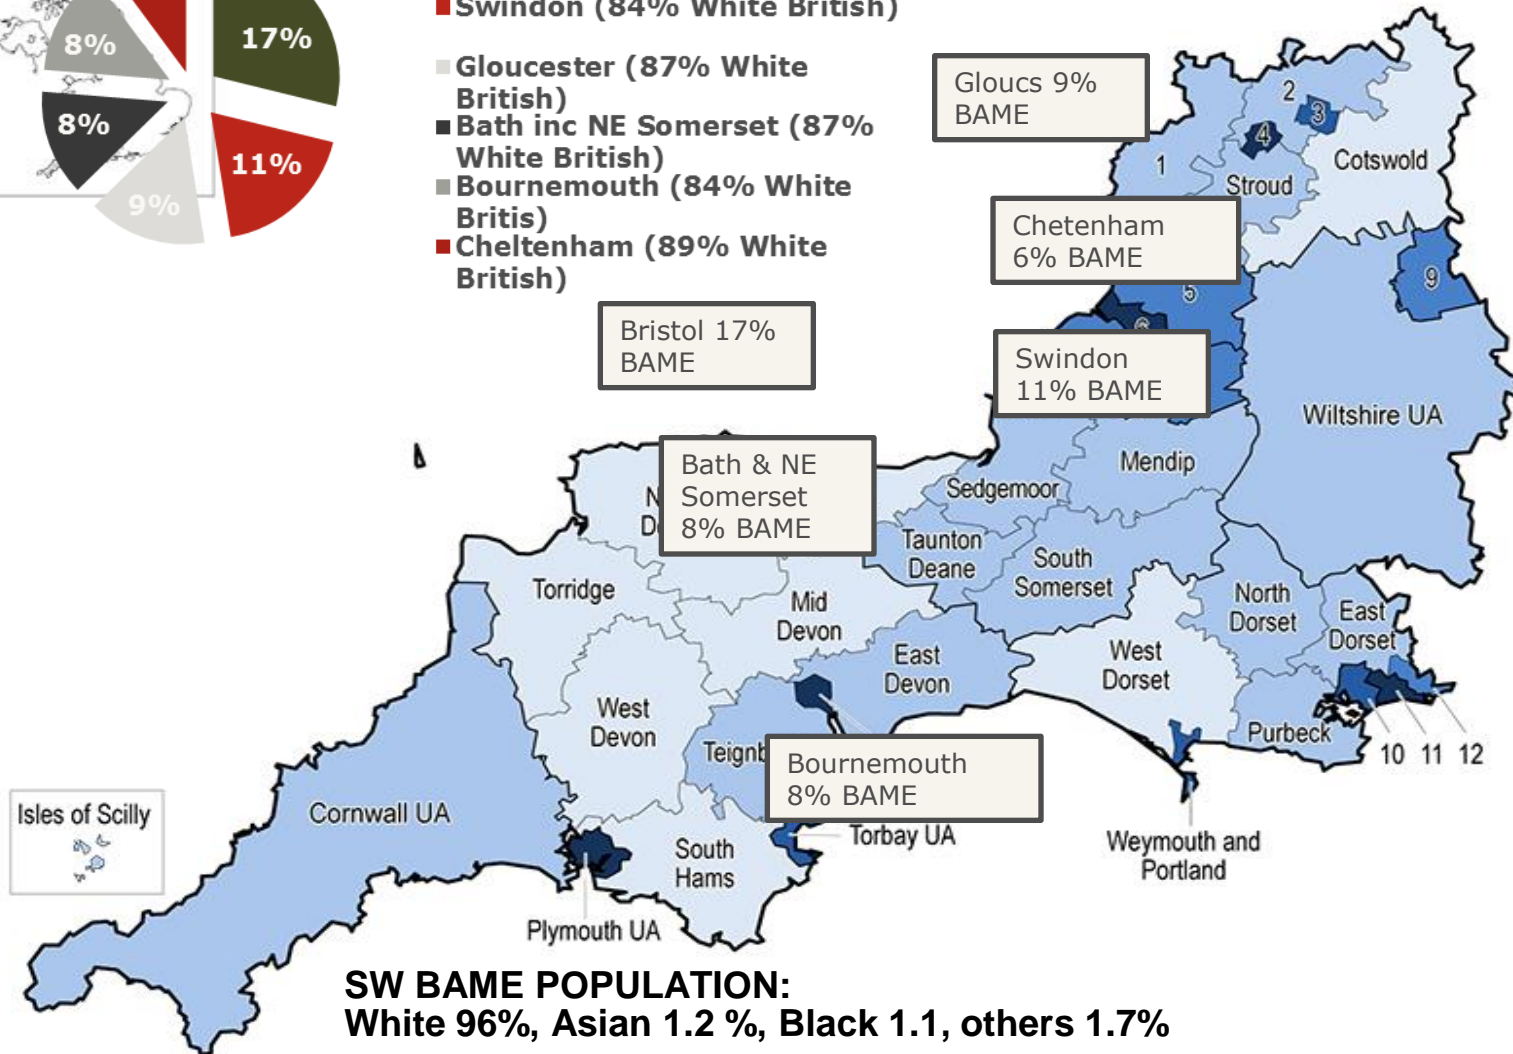 Swindon (84% White British)
17%
8%
Gloucester (87% White
British)
8%
Bath inc NE Somerset (87%
White British)
11%
Bournemouth (84% White
Britis)
9%
Cheltenham (89% White
British)
Gloucs 9%
BAME
2
3
4
1
Cotswold
Stroud
Chetenham
6% BAME
5
9
6
Bristol 17%
BAME
Swindon
11% BAME
Wiltshire UA
Bath & NE
Somerset
8% BAME
Mendip
Sedgemoor
N
D
Taunton
Deane
South
Somerset
Torridge
Mid
Devon
North
Dorset
East
Dorset
East
Devon
West
Dorset
West
Devon
Teignb
Purbeck
10 11 12
Bournemouth
8% BAME
Isles of Scilly
Cornwall UA
South
Hams
Torbay UA
Weymouth and
Portland
Plymouth UA
SW BAME POPULATION:
White 96%, Asian 1.2 %, Black 1.1, others 1.7%